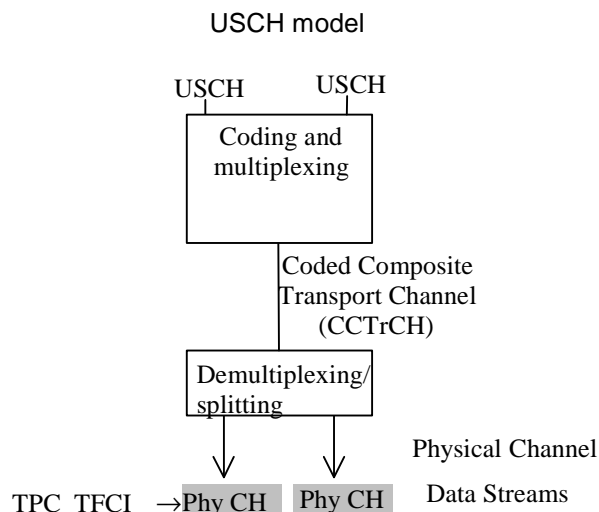 USCH model
USCH USCH
Coding and
multiplexing
Coded Composite
Transport Channel
(CCTrCH)
Demultiplexing/
splitting
Physical Channel
Data Streams
TPC TFCI →Phy CH Phy CH